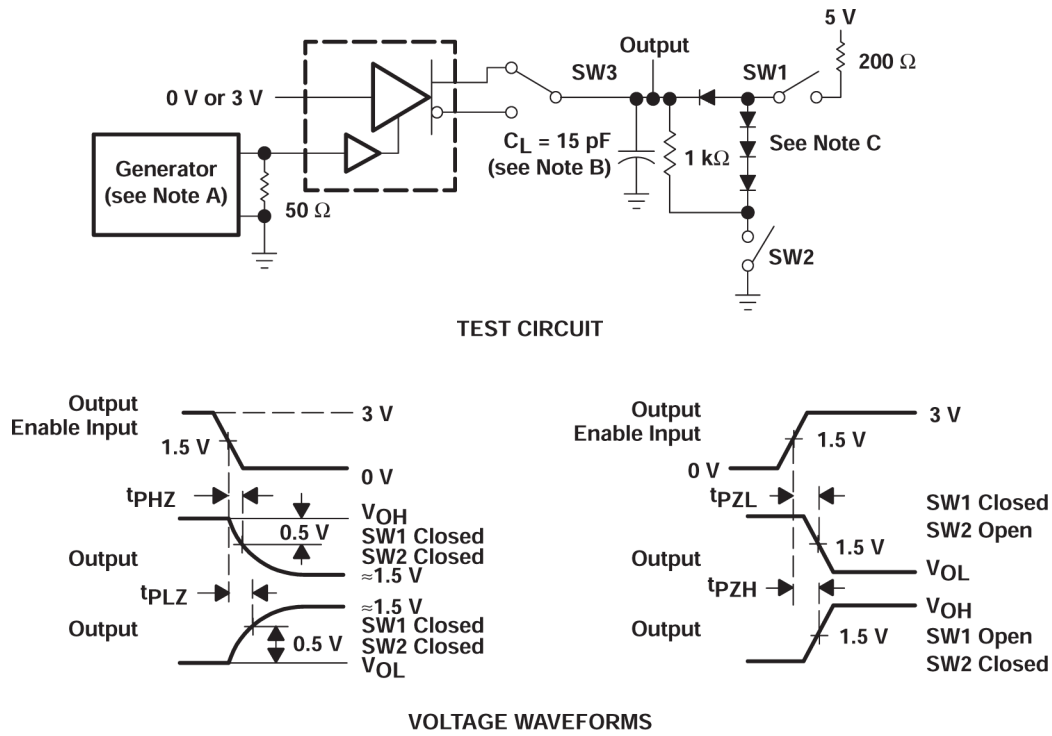 5 V
Output
SW3
SW1
200 Ω
0 V or 3 V
Generator
(see Note A)
50 Ω
CL = 15 pF
(see Note B)
1 kΩ
See Note C
SW2
TEST CIRCUIT
Output
Enable Input
3 V
1.5 V
0 V
tPHZ
VOH
0.5 V
SW1 Closed
SW2 Closed
Output
≈1.5 V
tPLZ
≈1.5 V
Output
0.5 V
SW1 Closed
SW2 Closed
VOL
Output
Enable Input
3 V
1.5 V
0 V
tPZL
SW1 Closed
SW2 Open
Output
1.5 V
VOL
tPZH
VOH
Output
1.5 V
SW1 Open
SW2 Closed
VOLTAGE WAVEFORMS